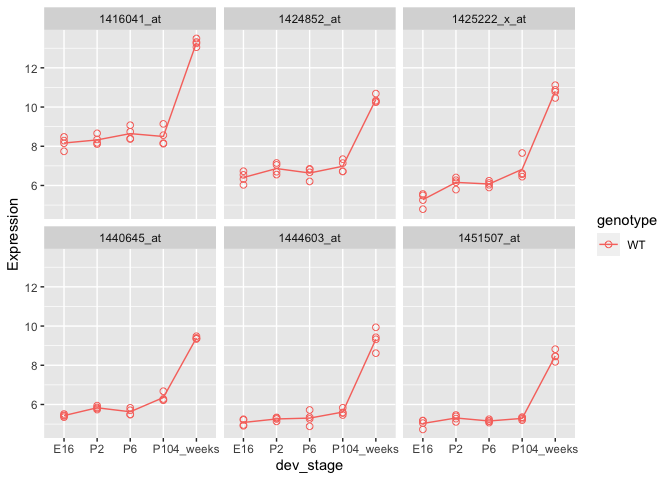 1416041_at 1424852_at 1425222_x_at
12
10
8
6
1440645_at 1444603_at 1451507_at
12
10
8
6
E16 P2 P6 P104_weeks E16 P2 P6 P104_weeks E16 P2 P6 P104_weeks
dev_stage
Expression
genotype
WT